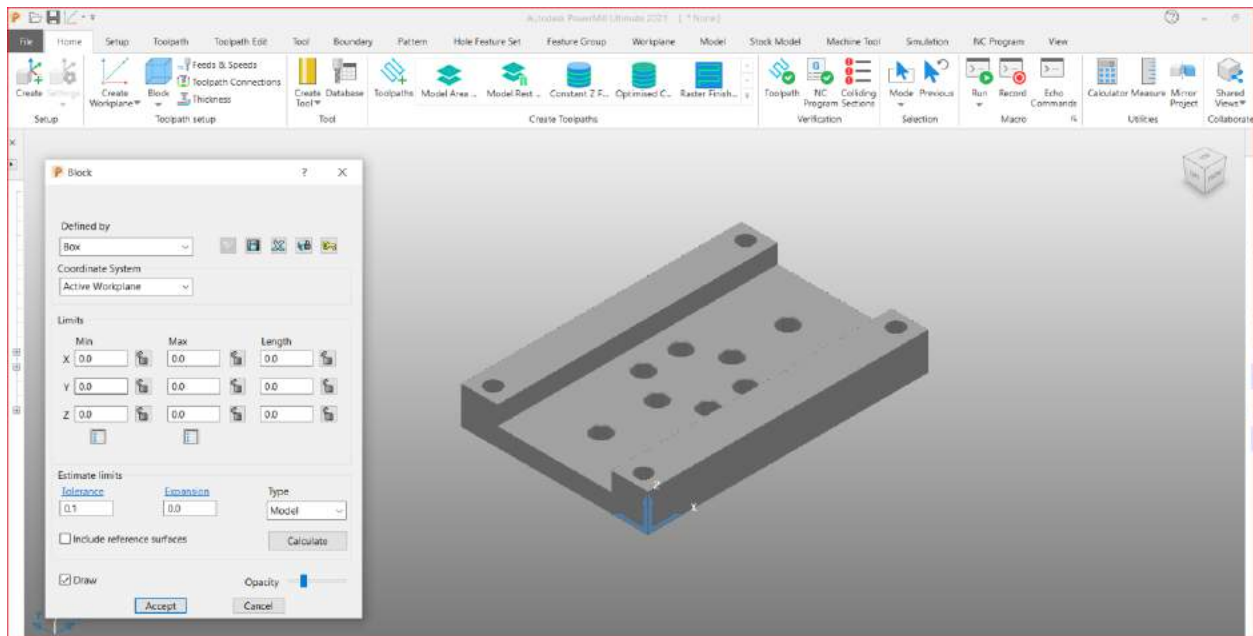 Autodesk PowerMill Ultimate 2021 [ * None]
File Home Setup Toolpath Toolpath Edit Tool Boundary Pattern Hole Feature Set Feature Group Workplane Model Stock Model Machine Tool Simulation NC Program View
Create Settings
Setup
Create Workplane
Block
Feeds & Speeds
Toolpath Connections
Thickness
Toolpath setup
Create Tool
Database
Tool
Toolpaths
Model Area ...
Model Rest ...
Constant Z F...
Optimised C...
Raster Finish...
Create Toolpaths
Toolpath
NC Program
Colliding Sections
Verification
Mode Previous
Selection
Run Record
Echo Commands
Macro
Calculator Measure
Mirror Project
Utilities
Shared Views
Collaborate
Block ?
Defined by
Box
Coordinate System
Active Workplane
Limits
Min Max Length
X 0.0 0.0 0.0
Y 0.0 0.0 0.0
Z 0.0 0.0 0.0
Estimate limits
Tolerance Expansion Type
0.1 0.0 Model
Include reference surfaces Calculate
Draw Opacity
Accept Cancel
Z
X